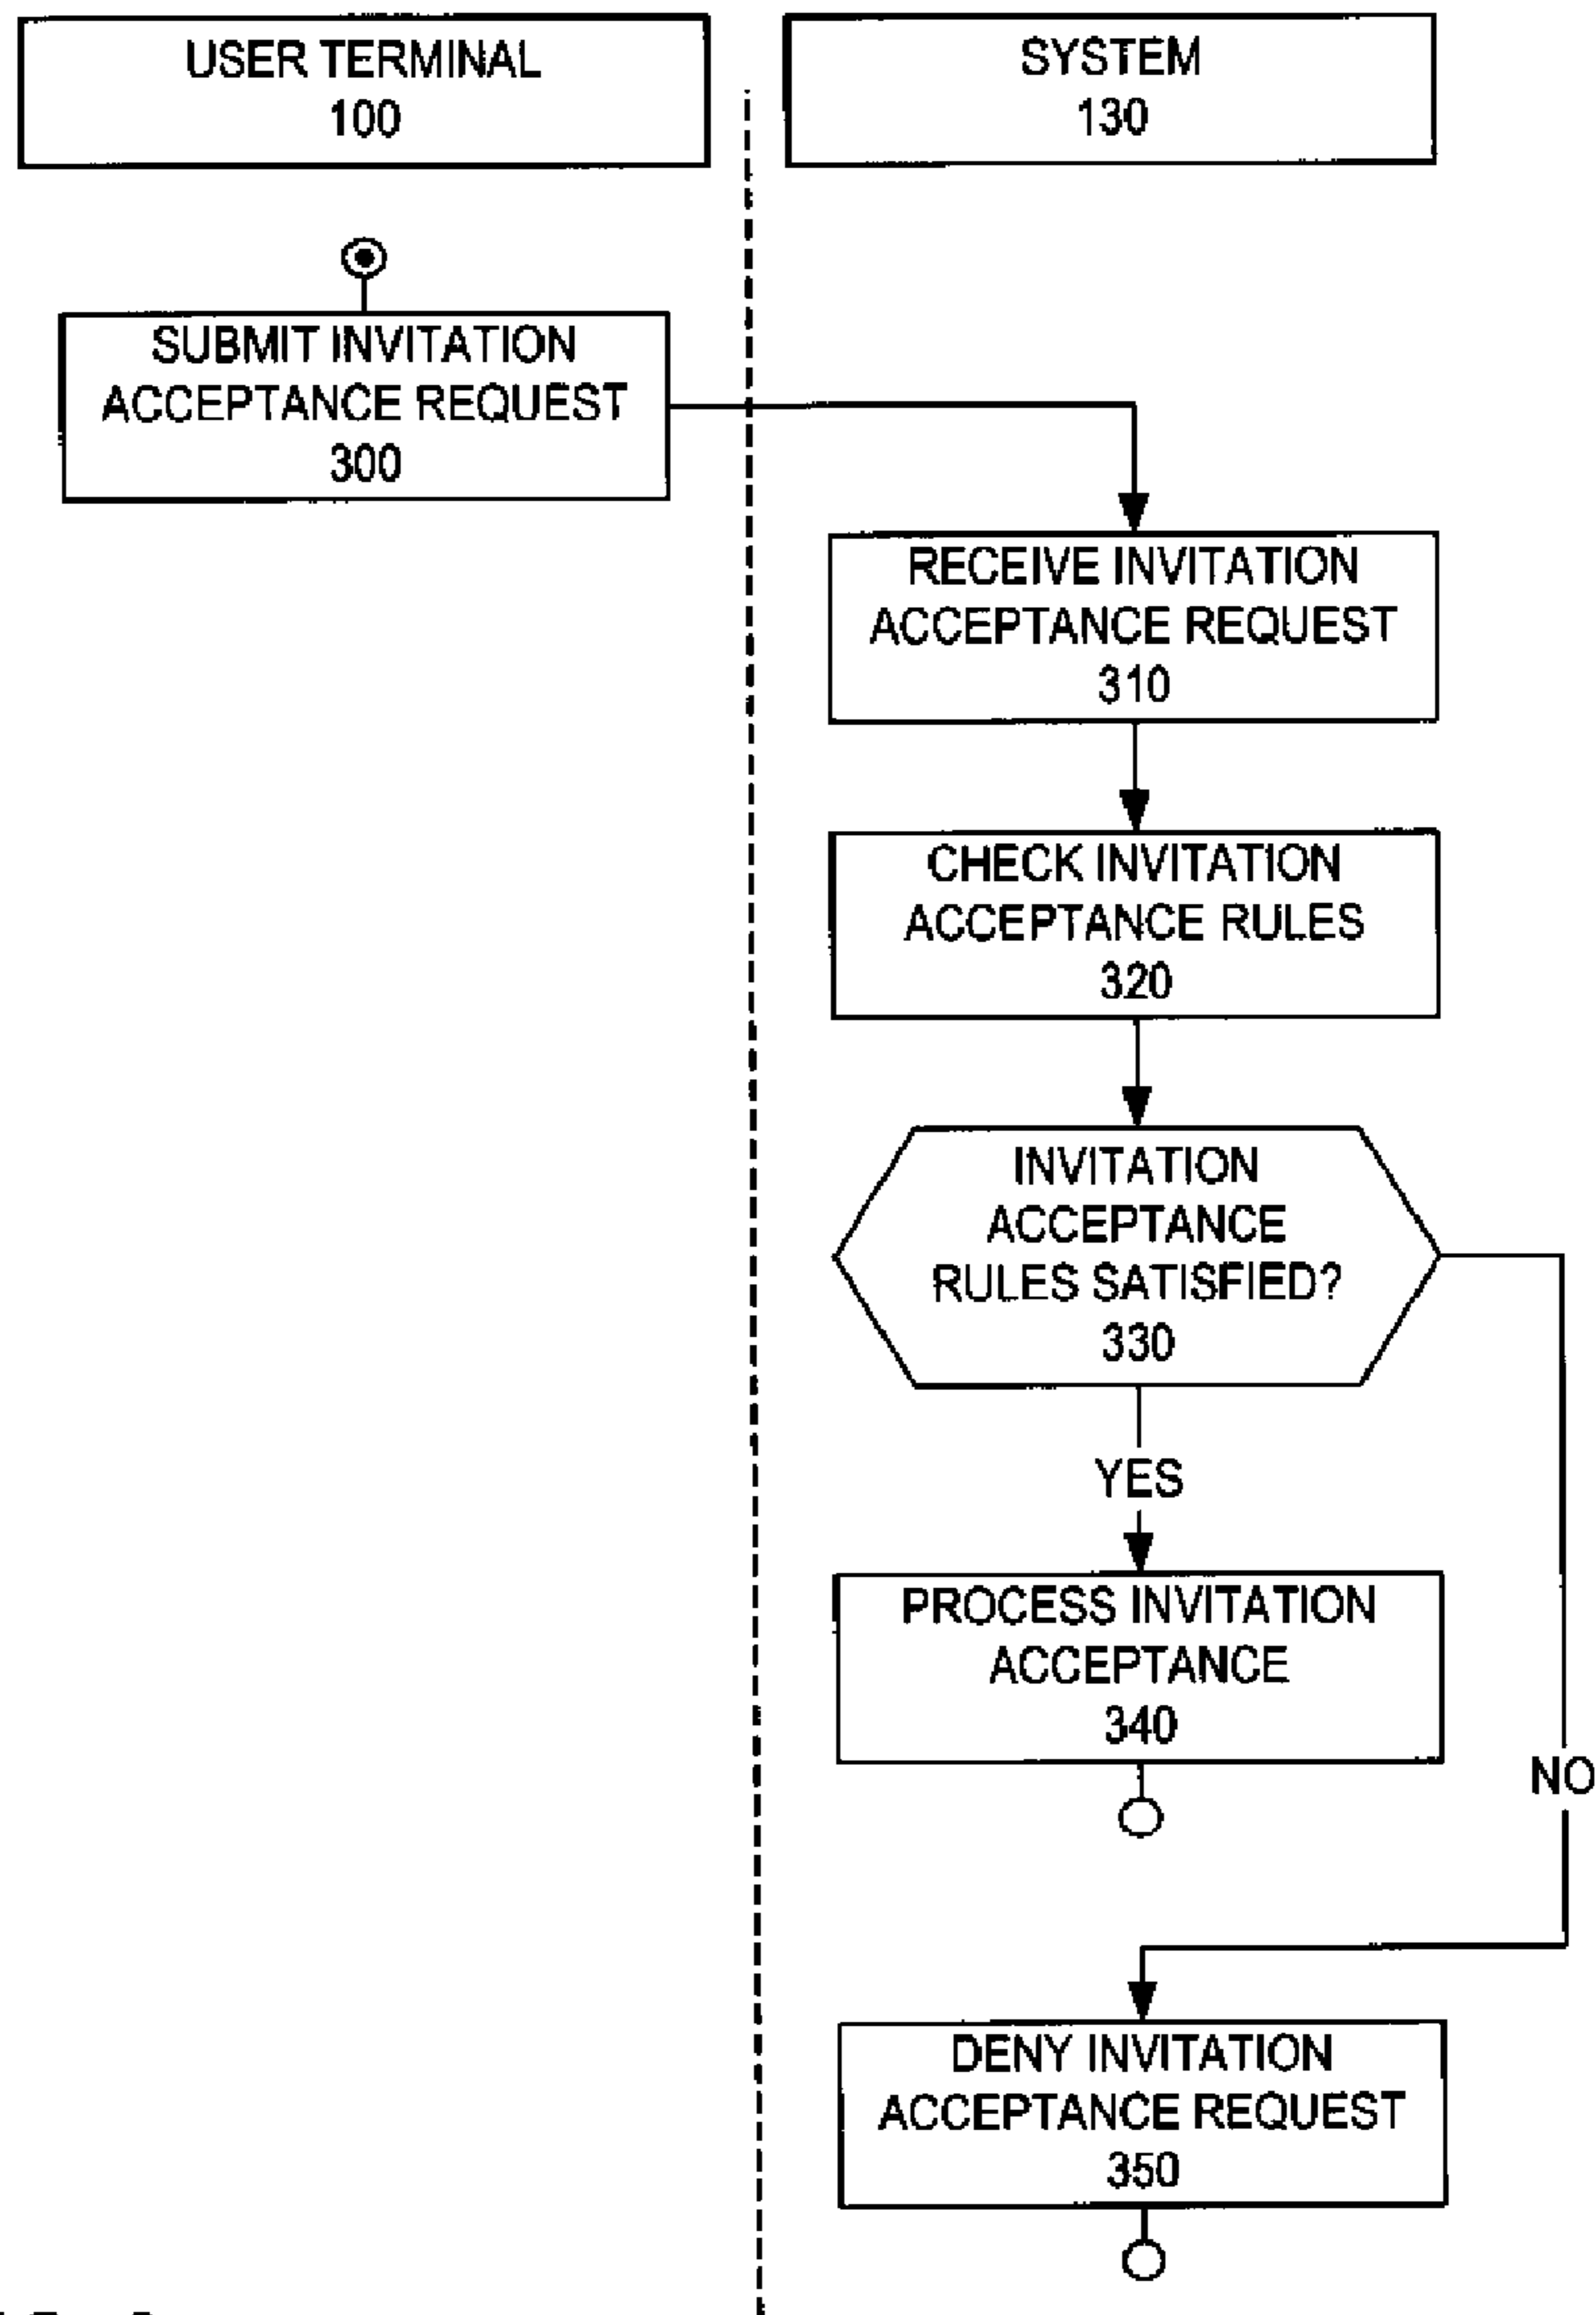 USER TERMINAL
100
SYSTEM
130
SUBMIT INVITATION
ACCEPTANCE REQUEST
300
RECEIVE INVITATION
ACCEPTANCE REQUEST
310
CHECK INVITATION
ACCEPTANCE RULES
320
INVITATION
ACCEPTANCE
RULES SATISFIED?
330
YES
PROCESS INVITATION
ACCEPTANCE
340
NO
DENY INVITATION
ACCEPTANCE REQUEST
350